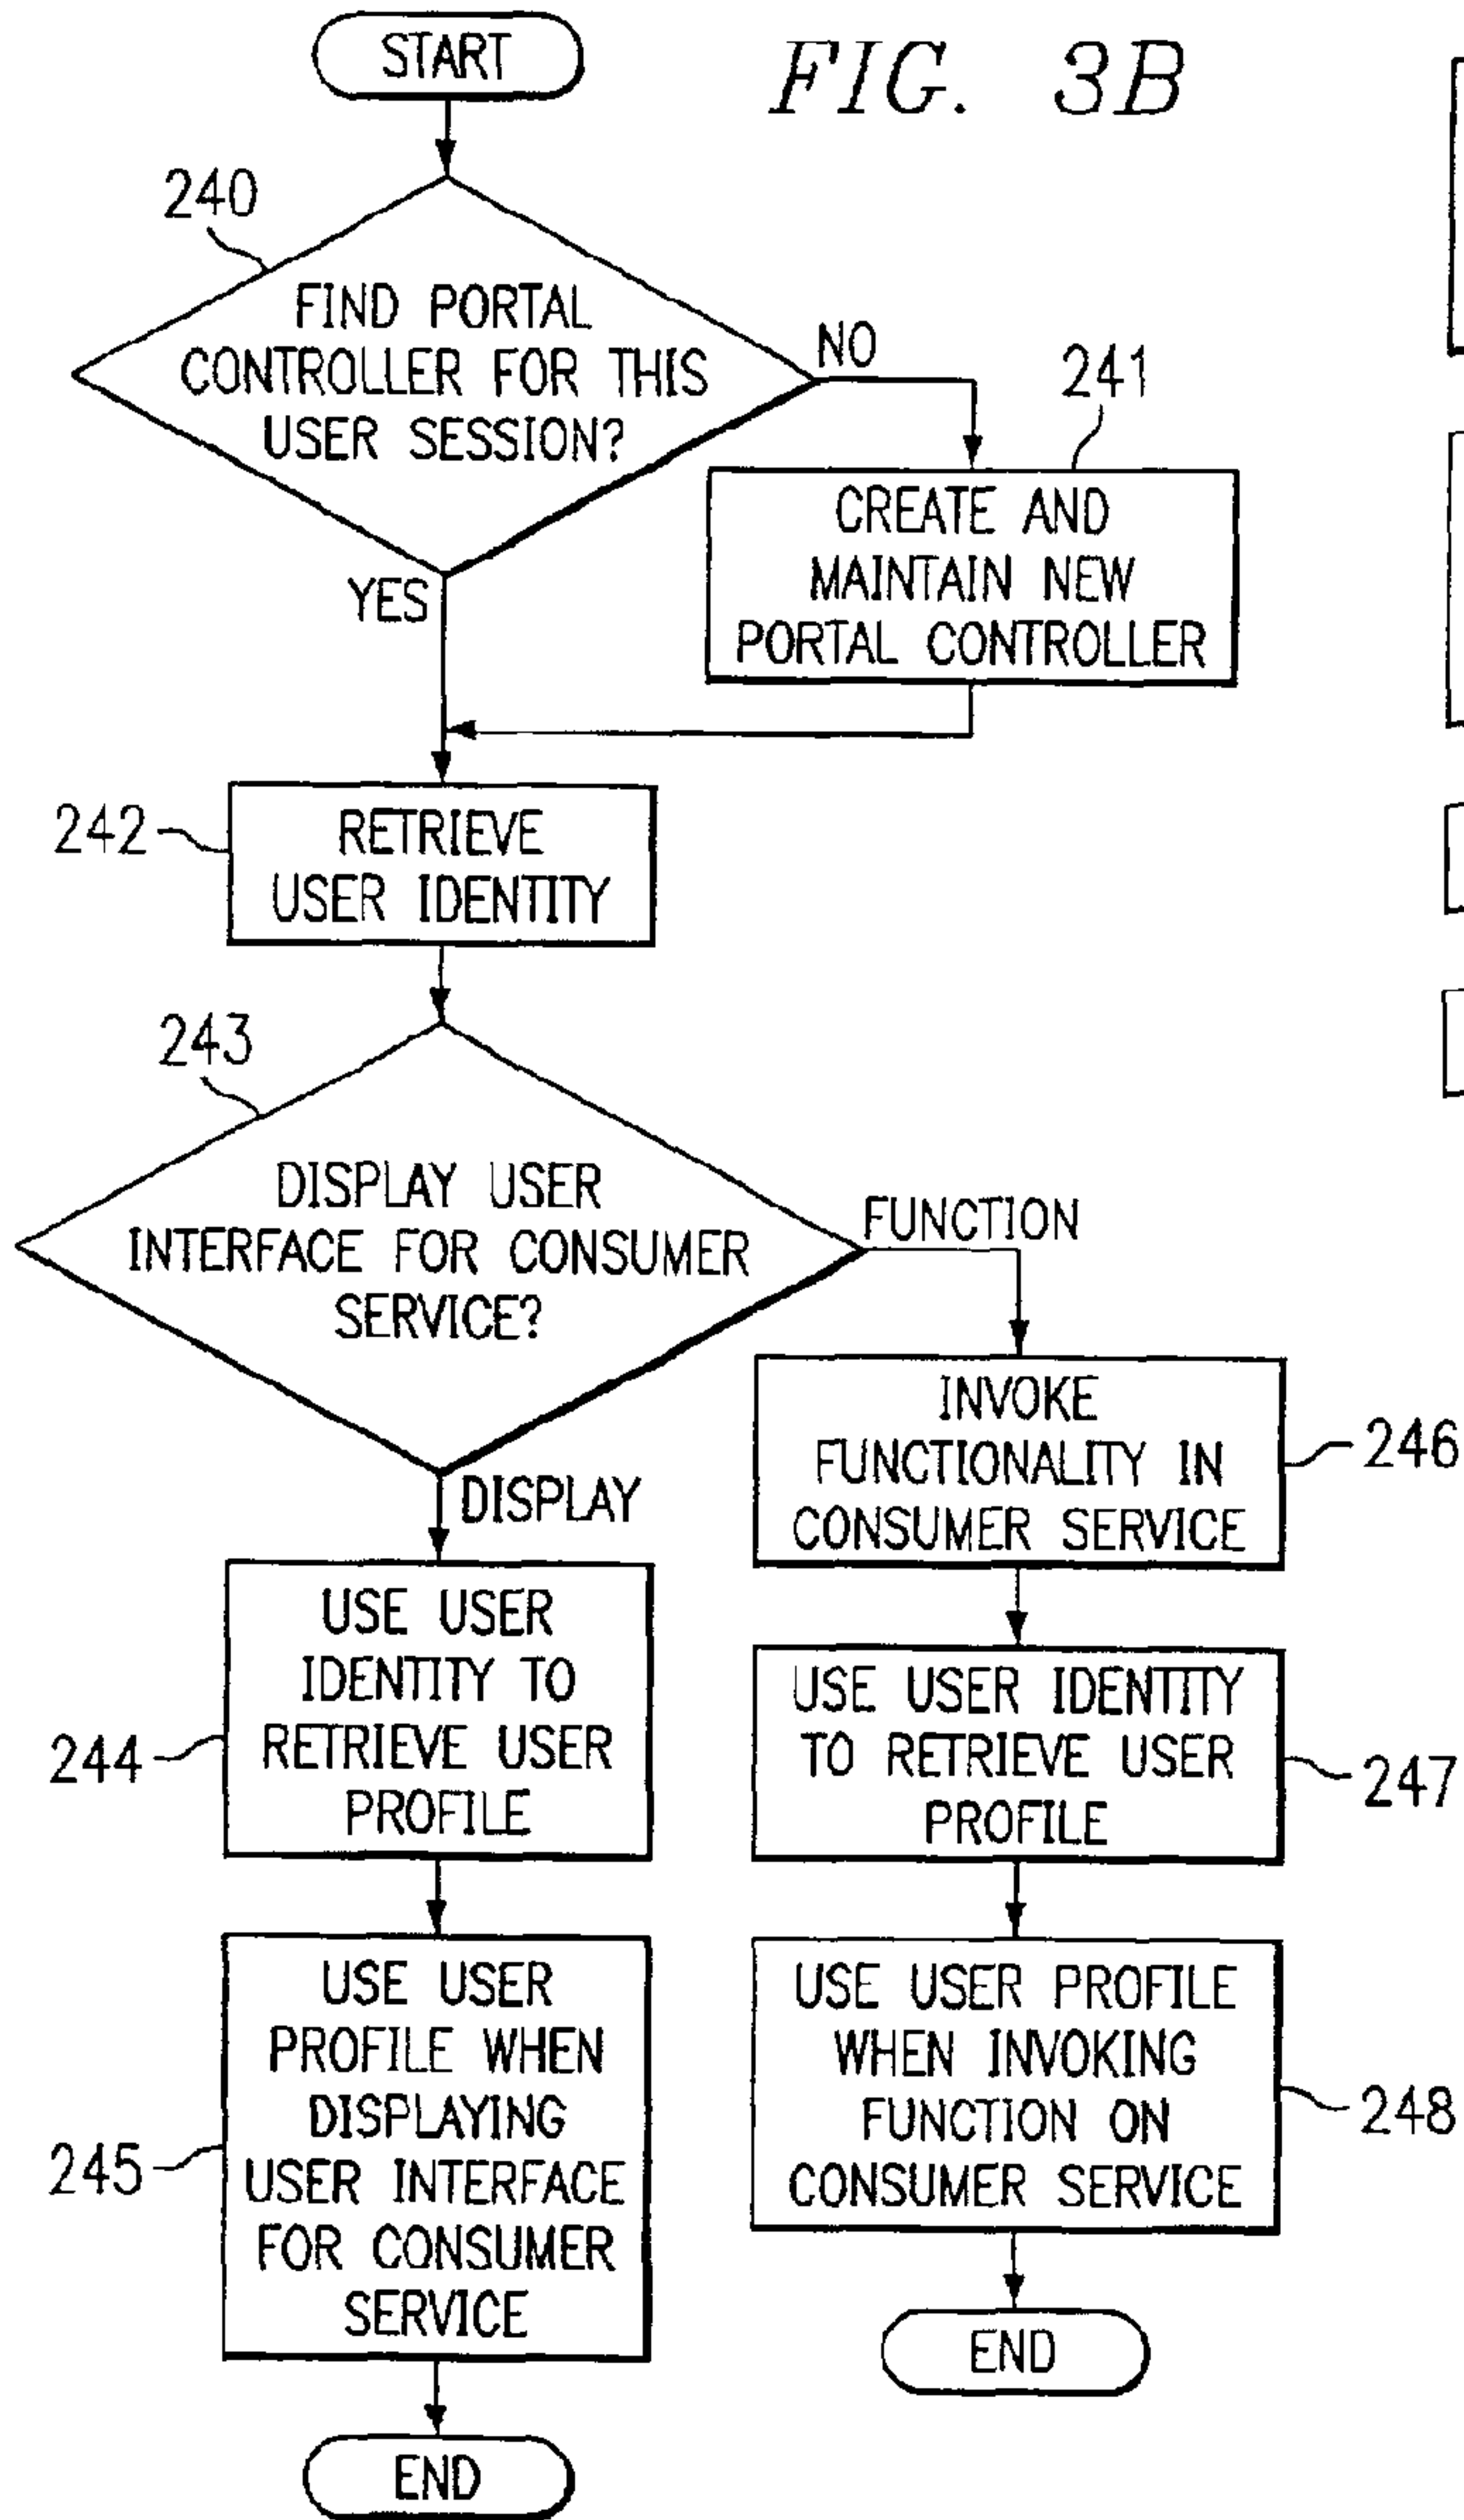 START
FIG. 3B
240
FIND PORTAL
CONTROLLER FOR THIS
USER SESSION?
NO
241
CREATE AND
MAINTAIN NEW
PORTAL CONTROLLER
YES
242
RETRIEVE
USER IDENTITY
243
DISPLAY USER
INTERFACE FOR CONSUMER
SERVICE?
FUNCTION
INVOKE
FUNCTIONALITY IN
CONSUMER SERVICE
246
DISPLAY
USE USER
IDENTITY TO
RETRIEVE USER
PROFILE
244
USE USER IDENTITY
TO RETRIEVE USER
PROFILE
247
USE USER
PROFILE WHEN
DISPLAYING
USER INTERFACE
FOR CONSUMER
SERVICE
245
USE USER PROFILE
WHEN INVOKING
FUNCTION ON
CONSUMER SERVICE
248
END
END